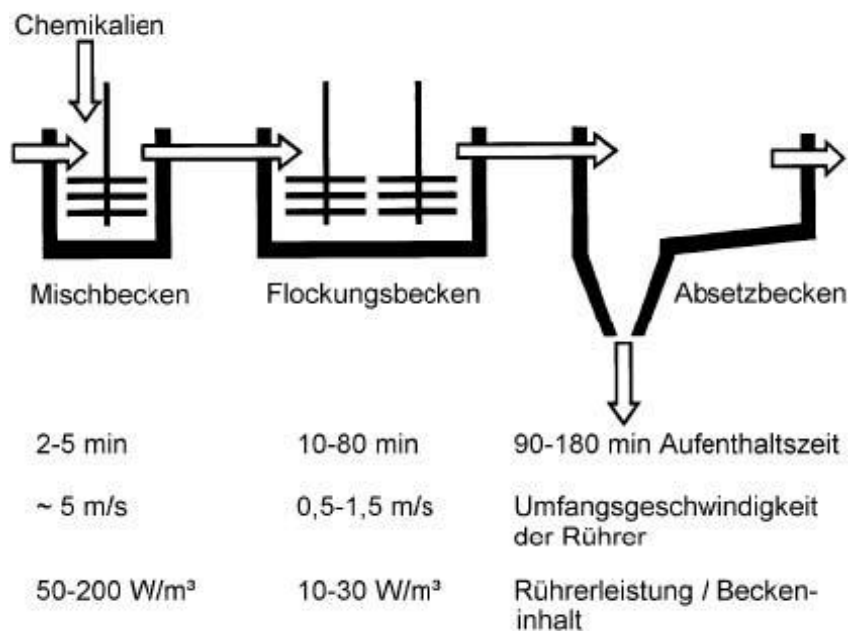 Chemikalien
Mischbecken
Flockungsbecken
Absetzbecken
2-5 min
10-80 min
90-180 min Aufenthaltszeit
~ 5 m/s
0,5-1,5 m/s
Umfangsgeschwindigkeit
der Rührer
50-200 W/m³
10-30 W/m³
Rührerleistung / Becken-
inhalt